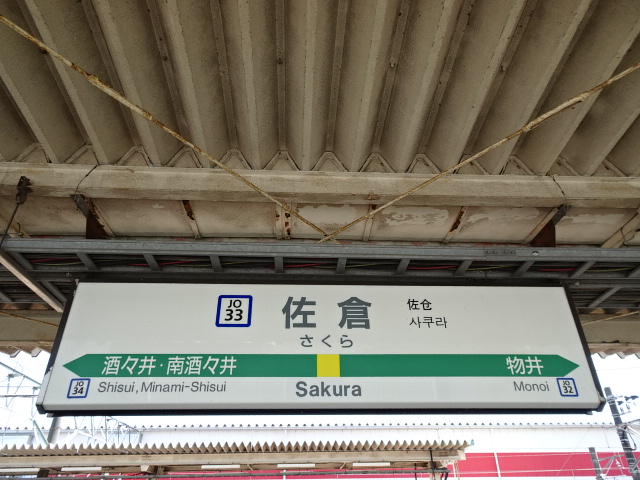 JO
33
佐倉
佐仓
さくら
사쿠라
酒々井・南酒々井
物井
JO
34
Shisui, Minami-Shisui
Sakura
Monoi
JO
32